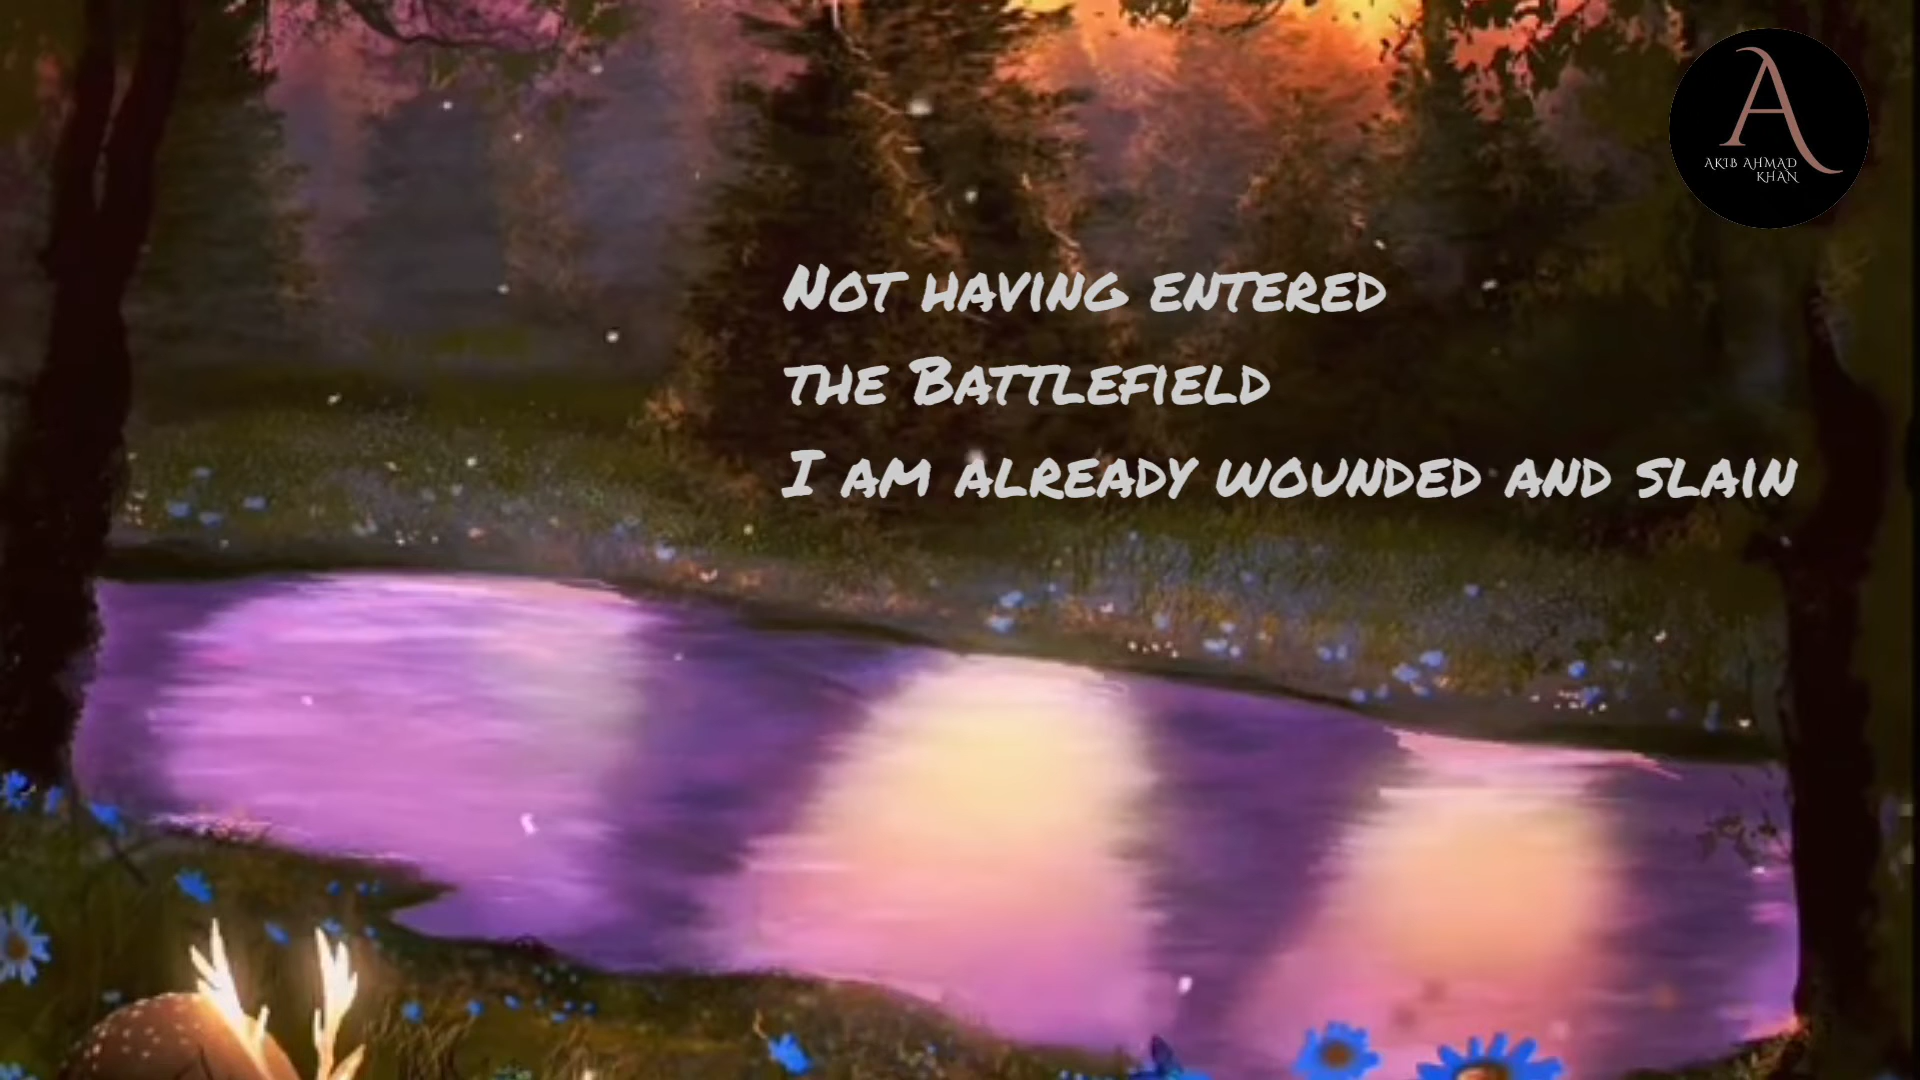 A
AKIB AHMAD
KHAN
Not having entered
the Battlefield
I am already wounded and slain